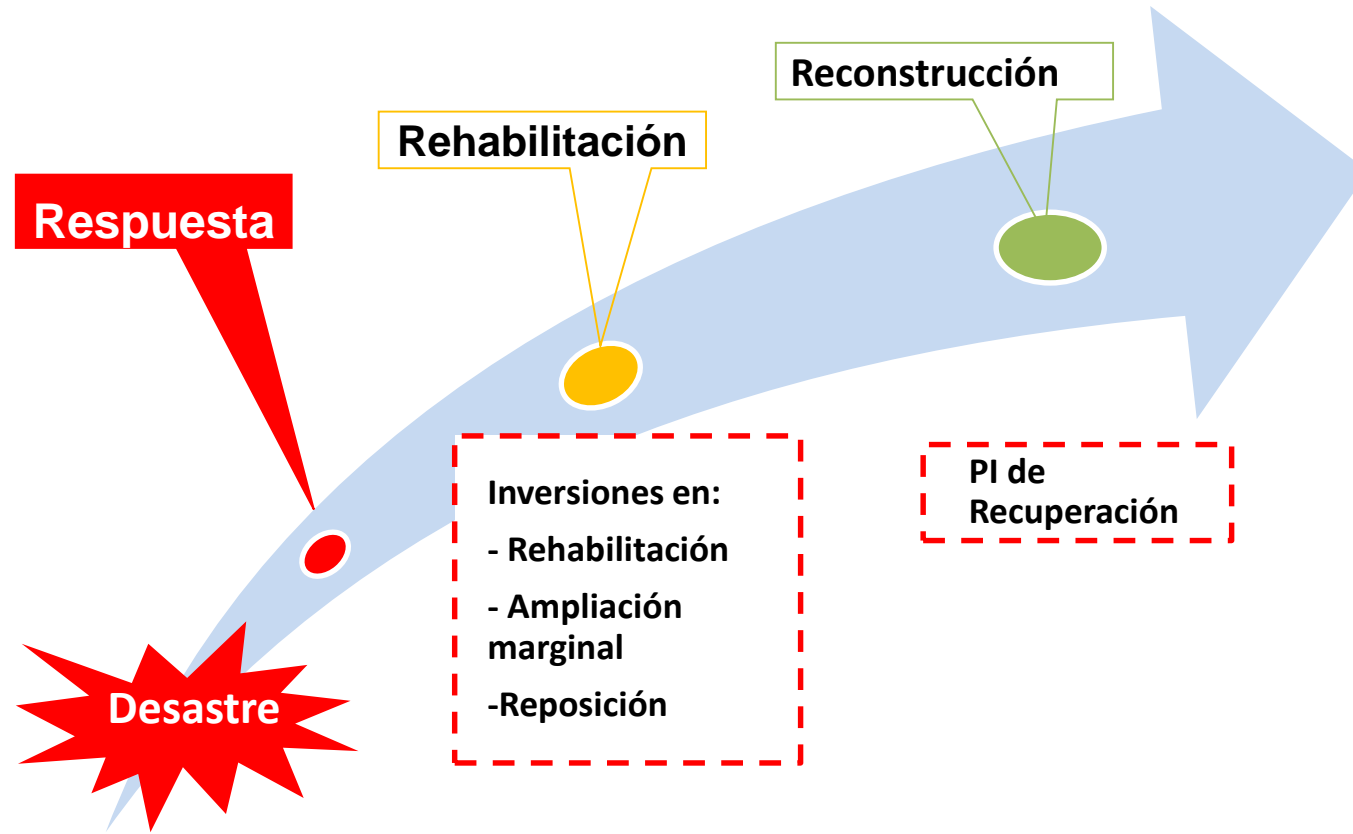 Reconstrucción
Rehabilitación
Respuesta
Inversiones en:
- Rehabilitación
- Ampliación
marginal
-Reposición
PI de
Recuperación
Desastre